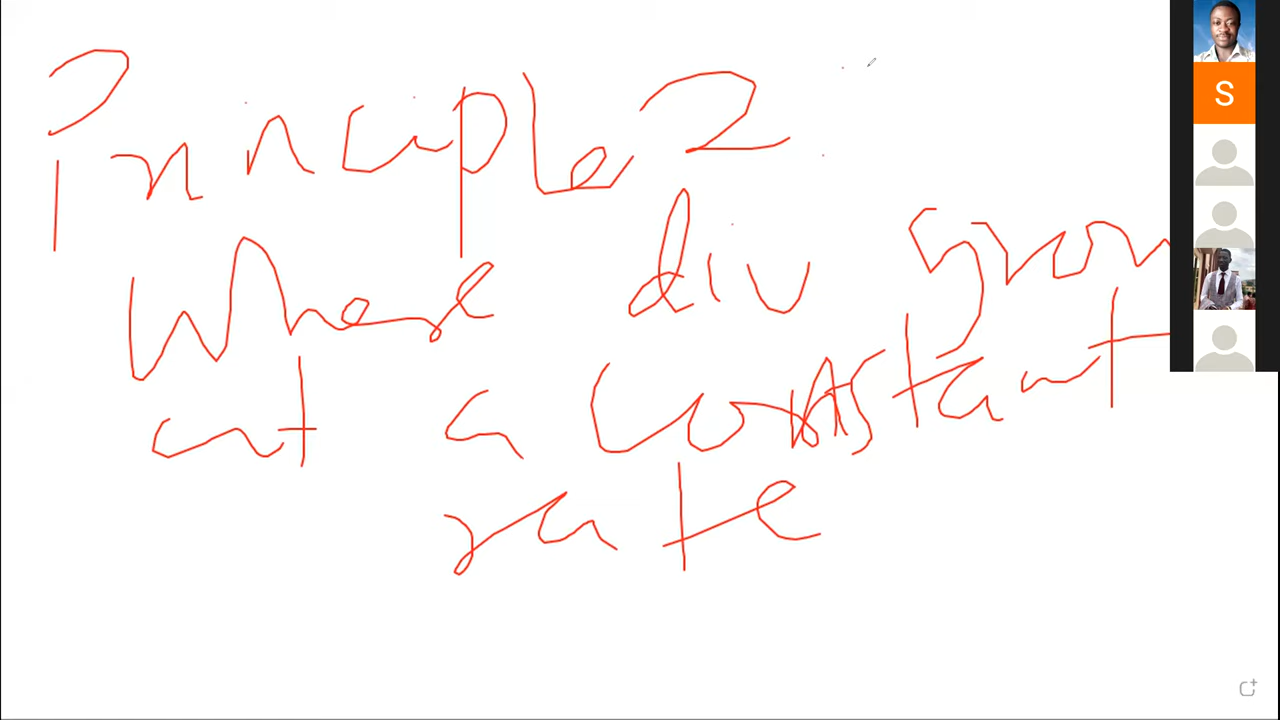 Principle 2
Where div grow
at a constant
rate
S